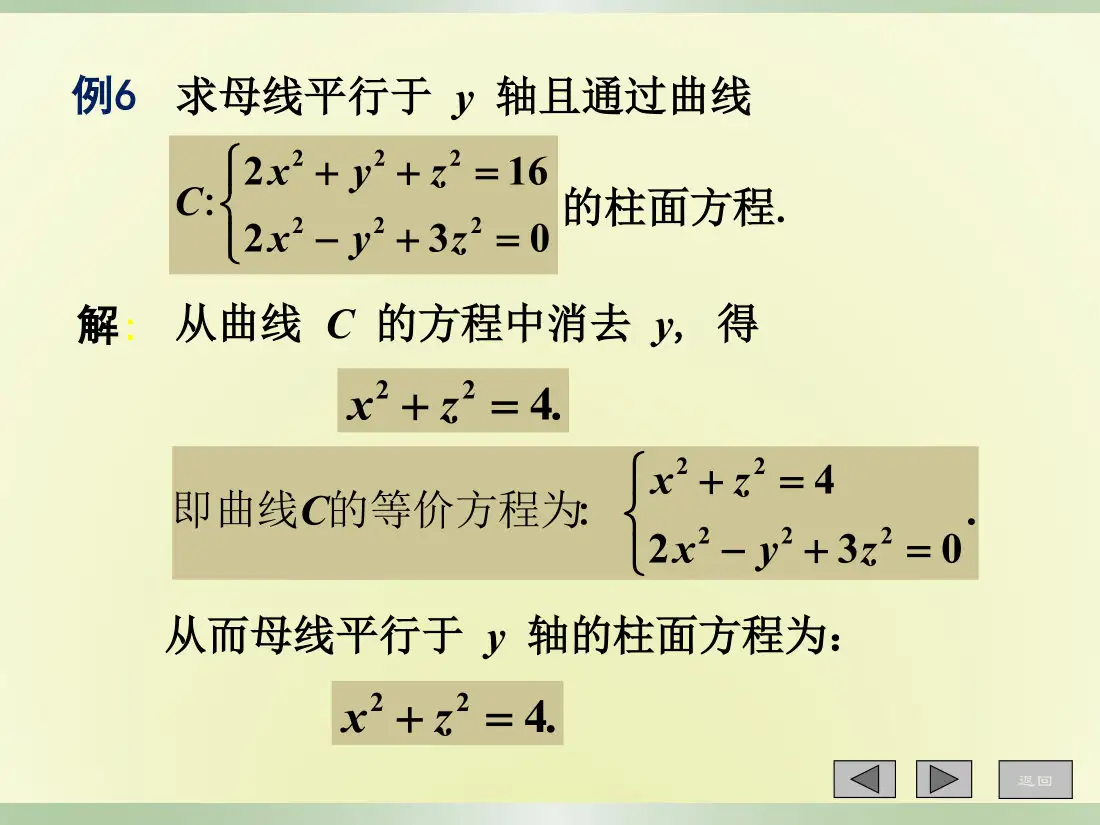 例6 求母线平行于 y 轴且通过曲线
C: { 2x² + y² + z² = 16
2x² − y² + 3z² = 0 的柱面方程.
解: 从曲线 C 的方程中消去 y, 得
x² + z² = 4.
即曲线C的等价方程为: { x² + z² = 4
2x² − y² + 3z² = 0 .
从而母线平行于 y 轴的柱面方程为：
x² + z² = 4.
返回